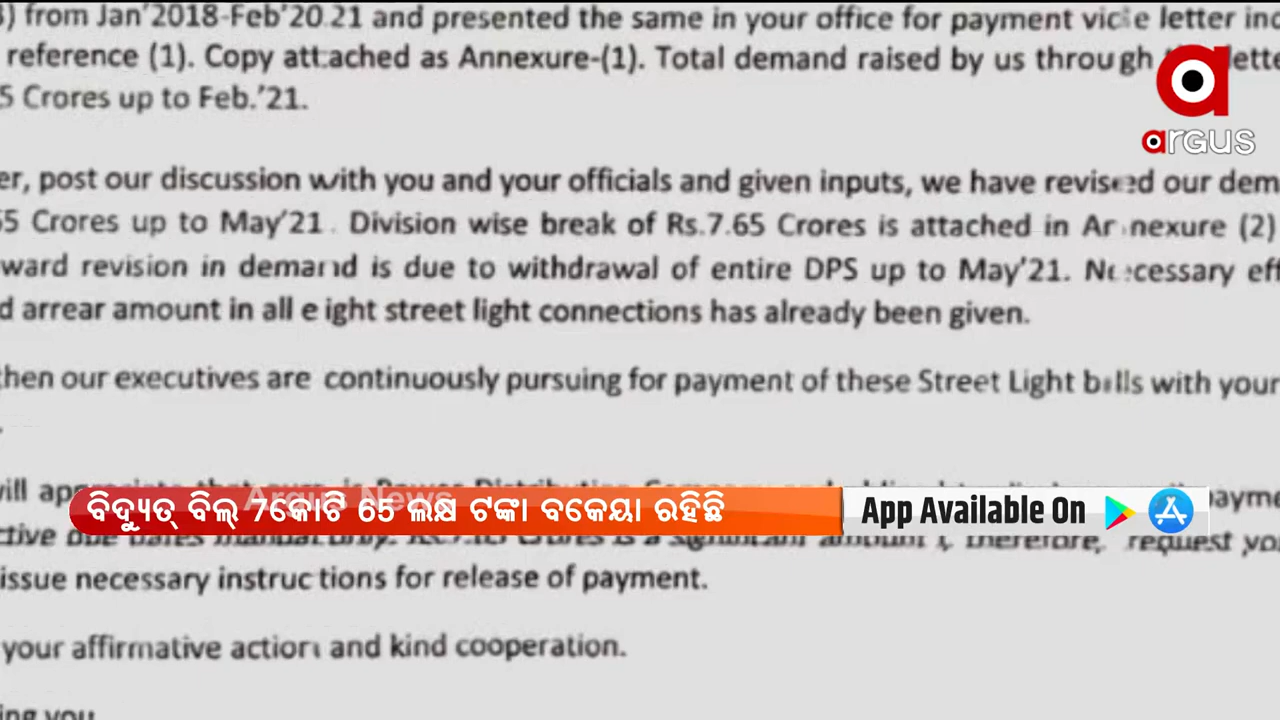 ) from Jan'2018-Feb'2021 and presented the same in your office for payment vide letter
reference (1). Copy attached as Annexure-(1). Total demand raised by us through
5 Crores up to Feb.'21.
argus
er, post our discussion with you and your officials and given inputs, we have revised our dem
65 Crores up to May'21. Division wise break of Rs.7.65 Crores is attached in Annexure (2)
ward revision in demand is due to withdrawal of entire DPS up to May'21. Necessary eff
d arrear amount in all eight street light connections has already been given.
then our executives are continuously pursuing for payment of these Street Light bills with your
ବିଦ୍ୟୁତ୍ ବିଲ୍ 7କୋଟି 65 ଲକ୍ଷ ଟଙ୍କା ବକେୟା ରହିଛି
Argus News
App Available On
issue necessary instructions for release of payment.
your affirmative action and kind cooperation.